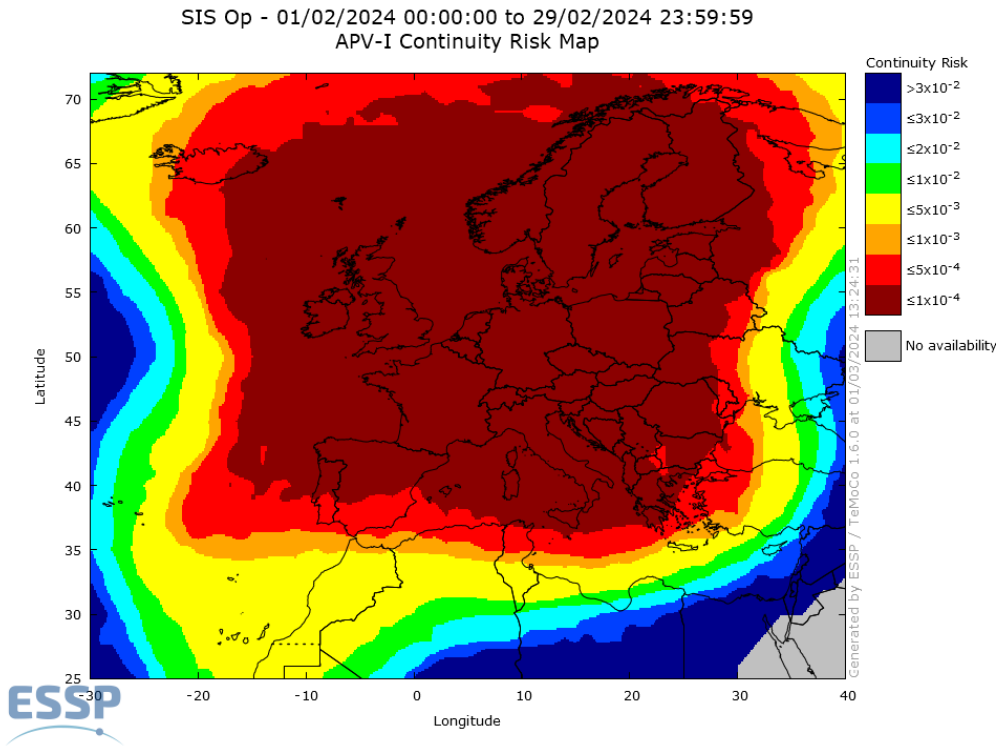 SIS Op - 01/02/2024 00:00:00 to 29/02/2024 23:59:59
APV-I Continuity Risk Map
Continuity Risk
>3x10⁻²
≤3x10⁻²
≤2x10⁻²
≤1x10⁻²
≤5x10⁻³
≤1x10⁻³
≤5x10⁻⁴
≤1x10⁻⁴
No availability
Latitude
70
65
60
55
50
45
40
35
30
25
-30 -20 -10 0 10 20 30 40
Longitude
Generated by ESSP / TeMoCo 1.6.0 at 01/03/2024 13:24:31
ESSP